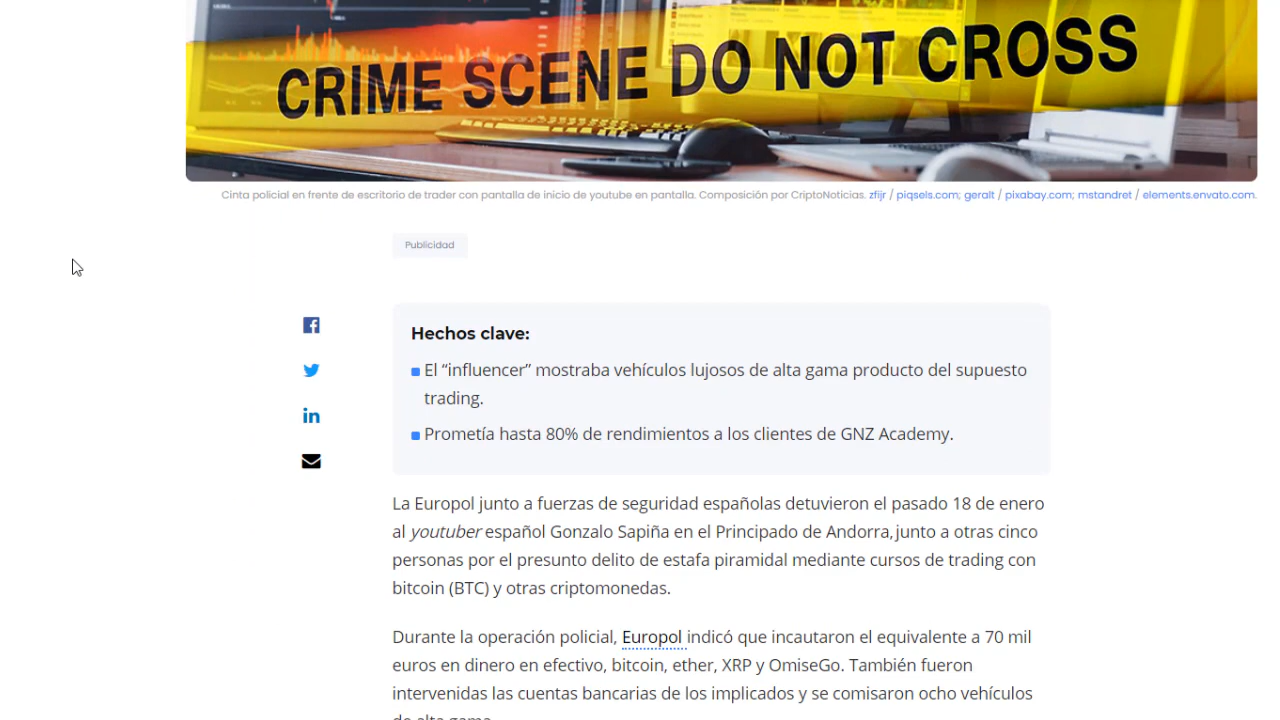 CRIME SCENE DO NOT CROSS
Cinta policial en frente de escritorio de trader con pantalla de inicio de youtube en pantalla. Composición por CriptoNoticias. zfijr / piqsels.com; geralt / pixabay.com; mstandret / elements.envato.com.
Publicidad
Hechos clave:
El “influencer” mostraba vehículos lujosos de alta gama producto del supuesto
trading.
Prometía hasta 80% de rendimientos a los clientes de GNZ Academy.
La Europol junto a fuerzas de seguridad españolas detuvieron el pasado 18 de enero
al youtuber español Gonzalo Sapiña en el Principado de Andorra, junto a otras cinco
personas por el presunto delito de estafa piramidal mediante cursos de trading con
bitcoin (BTC) y otras criptomonedas.
Durante la operación policial, Europol indicó que incautaron el equivalente a 70 mil
euros en dinero en efectivo, bitcoin, ether, XRP y OmiseGo. También fueron
intervenidas las cuentas bancarias de los implicados y se comisaron ocho vehículos
de alta gama.